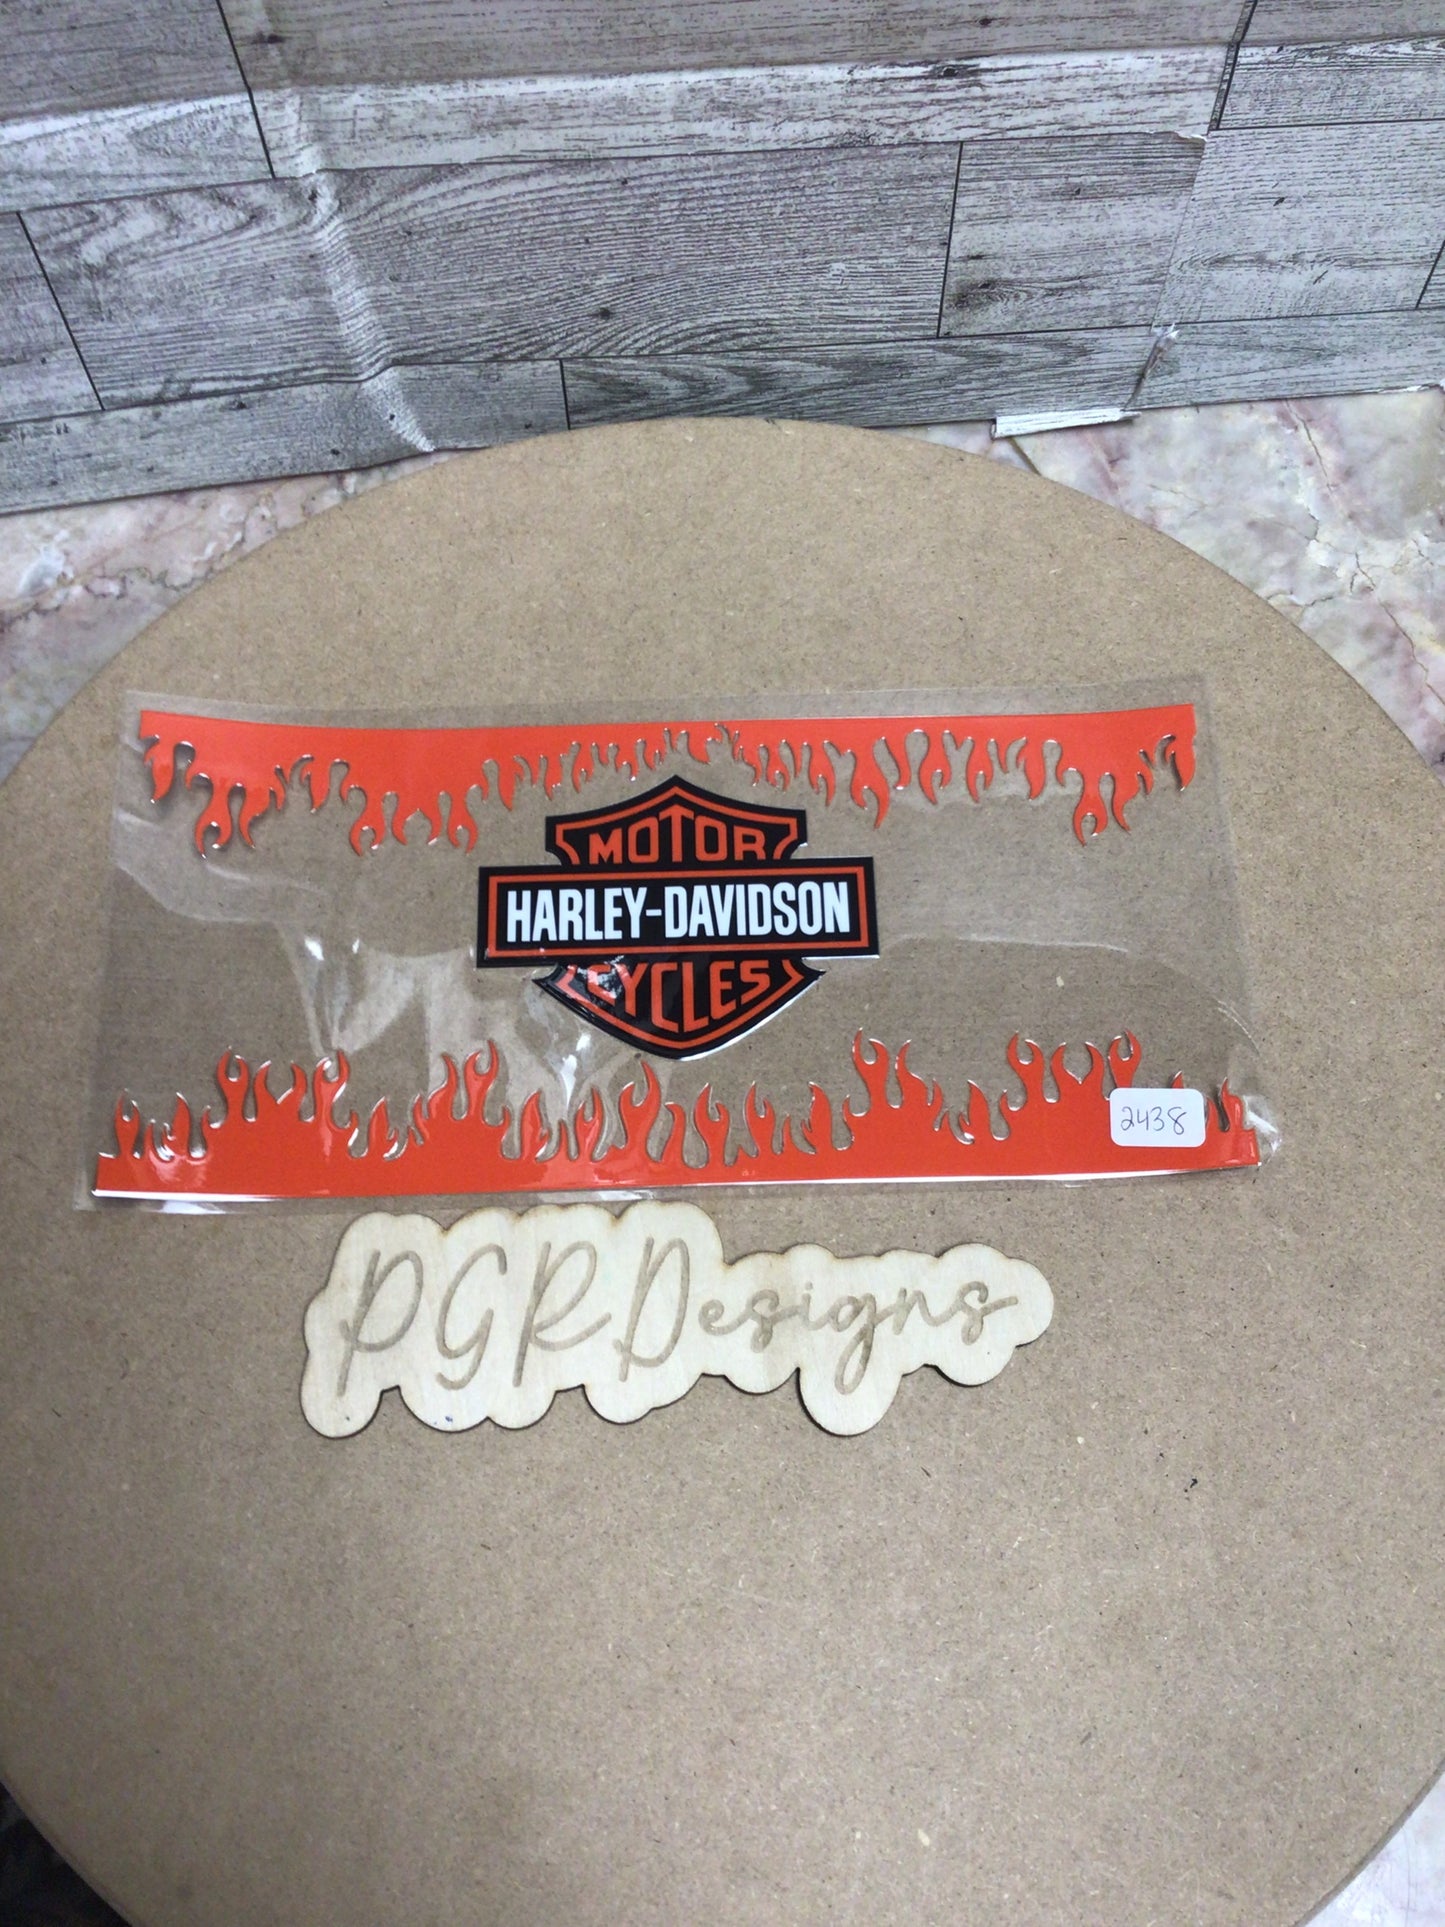 MOTOR
HARLEY-DAVIDSON
CYCLES
2438
PGRDesigns